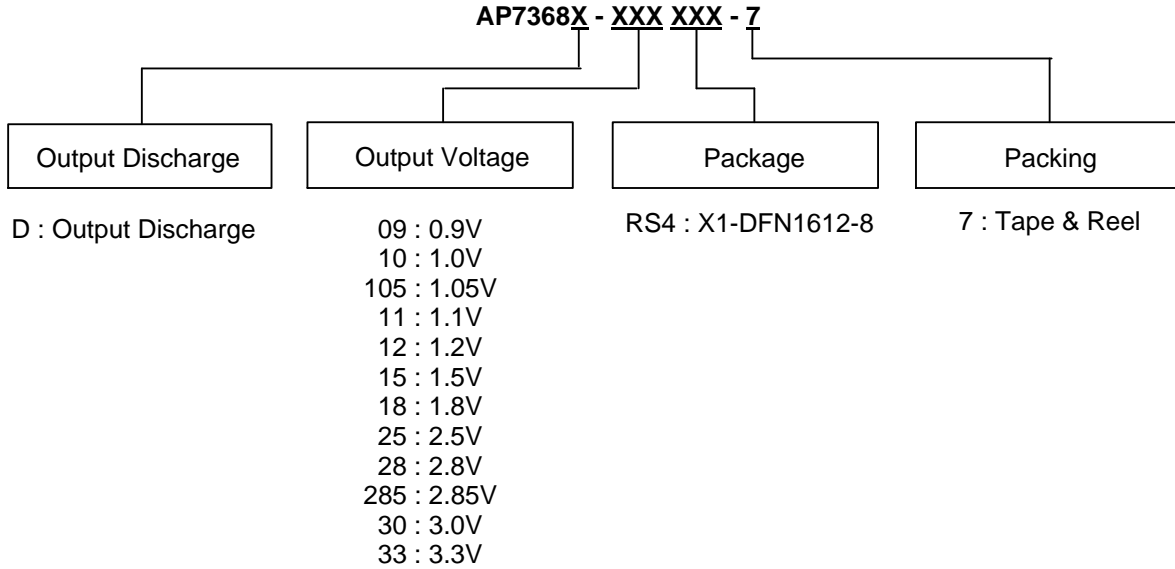 AP7368X - XXX XXX - 7
Output Discharge
Output Voltage
Package
Packing
D : Output Discharge
09 : 0.9V
10 : 1.0V
105 : 1.05V
11 : 1.1V
12 : 1.2V
15 : 1.5V
18 : 1.8V
25 : 2.5V
28 : 2.8V
285 : 2.85V
30 : 3.0V
33 : 3.3V
RS4 : X1-DFN1612-8
7 : Tape & Reel